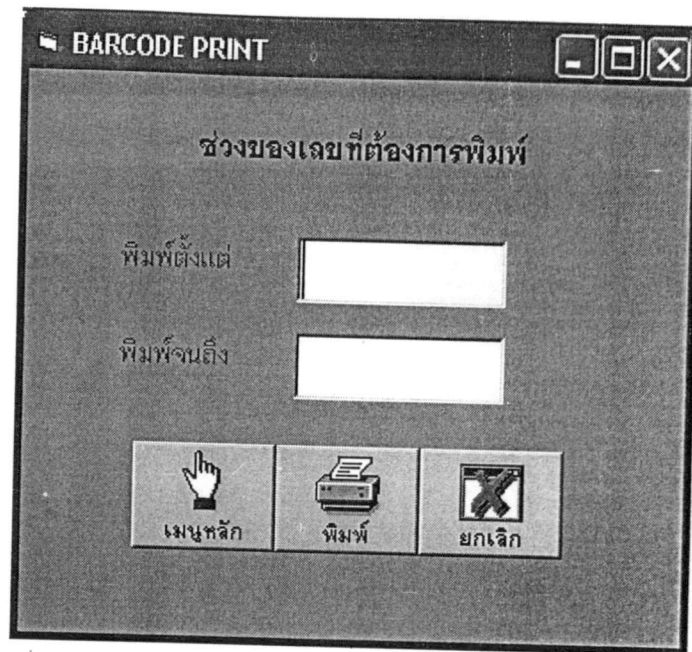 BARCODE PRINT
ช่วงของเลขที่ต้องการพิมพ์
พิมพ์ตั้งแต่
พิมพ์จนถึง
เมนูหลัก พิมพ์ ยกเลิก